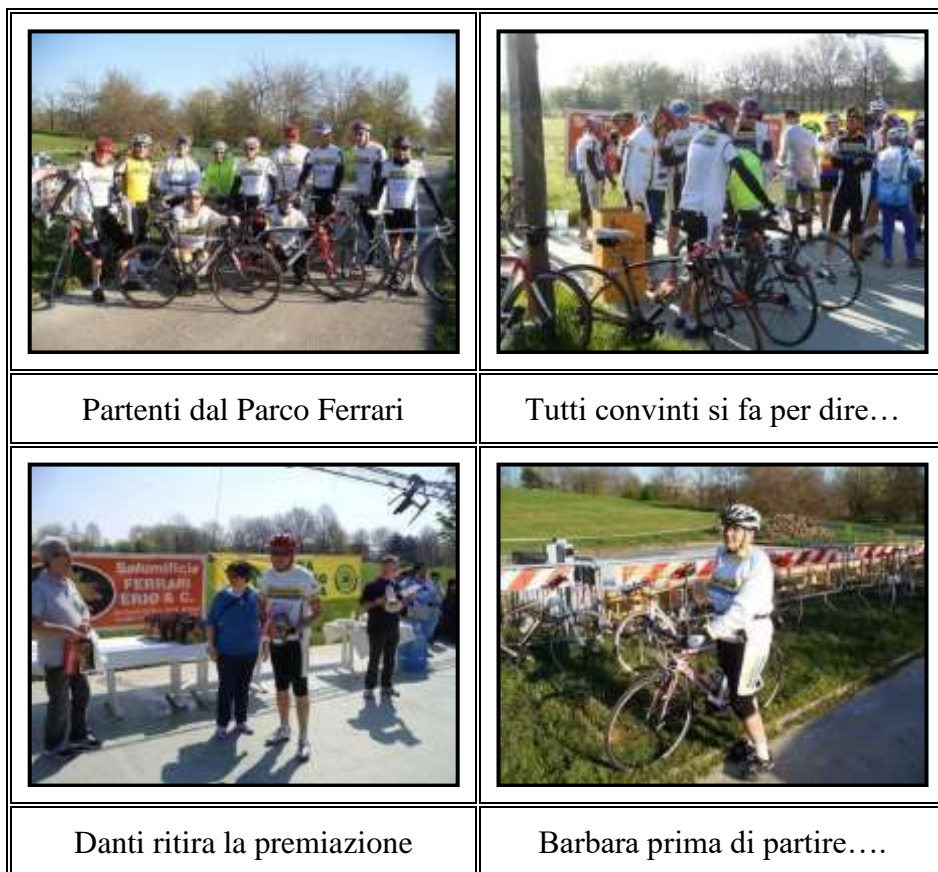 Partenti dal Parco Ferrari
Tutti convinti si fa per dire…
Salumificio
FERRARI
ERIO & C.
Danti ritira la premiazione
Barbara prima di partire….